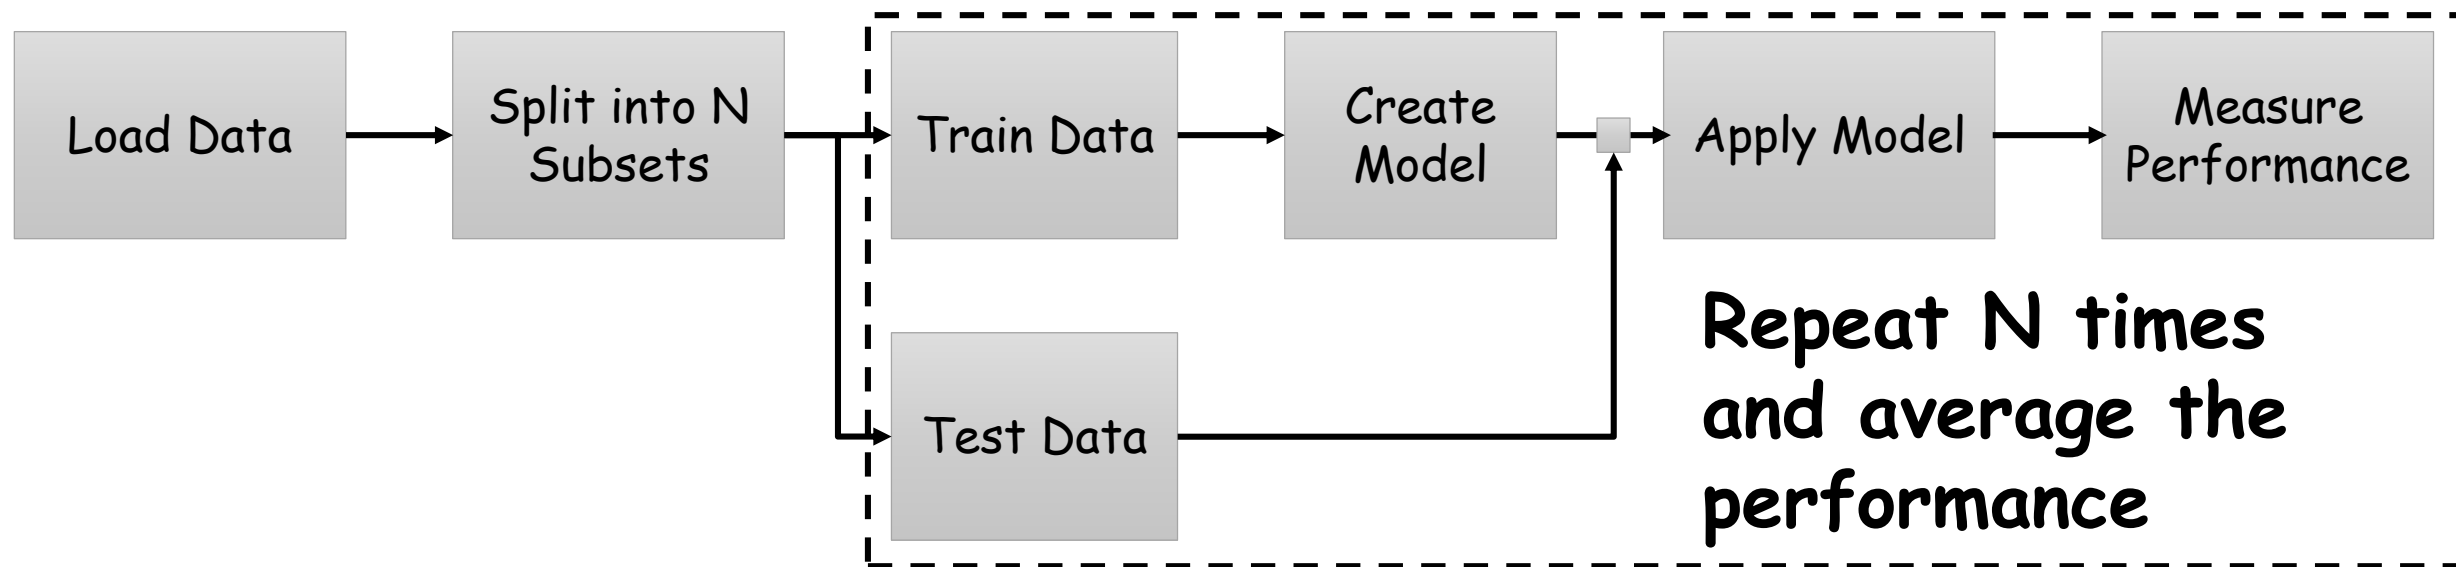 Load Data
Split into N
Subsets
Train Data
Create
Model
Apply Model
Measure
Performance
Test Data
Repeat N times
and average the
performance